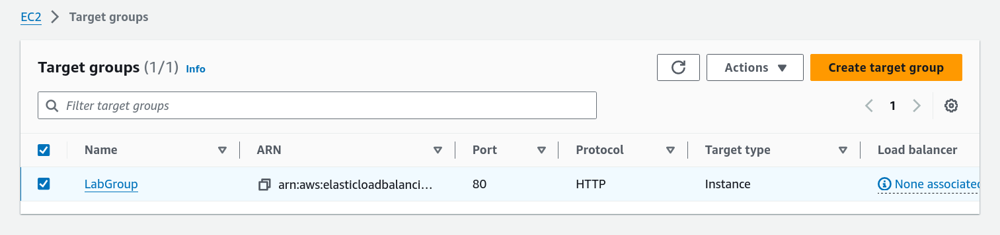 EC2 > Target groups
Target groups (1/1) Info
Actions
Create target group
Filter target groups
1
Name ARN Port Protocol Target type Load balancer
LabGroup arn:aws:elasticloadbalanci... 80 HTTP Instance None associated